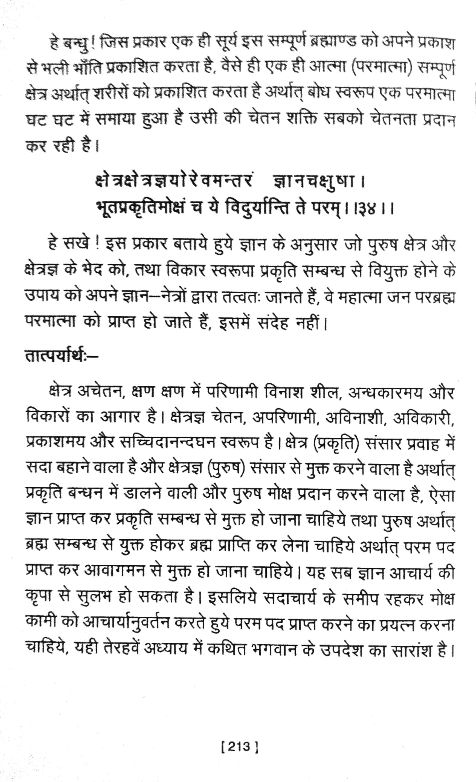 हे बन्धु ! जिस प्रकार एक ही सूर्य इस सम्पूर्ण ब्रह्माण्ड को अपने प्रकाश
से भली भाँति प्रकाशित करता है, वैसे ही एक ही आत्मा (परमात्मा) सम्पूर्ण
क्षेत्र अर्थात् शरीरों को प्रकाशित करता है अर्थात् बोध स्वरूप एक परमात्मा
घट घट में समाया हुआ है उसी की चेतन शक्ति सबको चेतनता प्रदान
कर रही है।
क्षेत्रक्षेत्रज्ञयोरेवमन्तरं ज्ञानचक्षुषा।
भूतप्रकृतिमोक्षं च ये विदुर्यान्ति ते परम्।।३४।।
हे सखे ! इस प्रकार बताये हुये ज्ञान के अनुसार जो पुरुष क्षेत्र और
क्षेत्रज्ञ के भेद को, तथा विकार स्वरूपा प्रकृति सम्बन्ध से वियुक्त होने के
उपाय को अपने ज्ञान–नेत्रों द्वारा तत्वतः जानते हैं, वे महात्मा जन परब्रह्म
परमात्मा को प्राप्त हो जाते हैं, इसमें संदेह नहीं।
तात्पर्यार्थः–
क्षेत्र अचेतन, क्षण क्षण में परिणामी विनाश शील, अन्धकारमय और
विकारों का आगार है। क्षेत्रज्ञ चेतन, अपरिणामी, अविनाशी, अविकारी,
प्रकाशमय और सच्चिदानन्दघन स्वरूप है। क्षेत्र (प्रकृति) संसार प्रवाह में
सदा बहाने वाला है और क्षेत्रज्ञ (पुरुष) संसार से मुक्त करने वाला है अर्थात्
प्रकृति बन्धन में डालने वाली और पुरुष मोक्ष प्रदान करने वाला है, ऐसा
ज्ञान प्राप्त कर प्रकृति सम्बन्ध से मुक्त हो जाना चाहिये तथा पुरुष अर्थात्
ब्रह्म सम्बन्ध से युक्त होकर ब्रह्म प्राप्ति कर लेना चाहिये अर्थात् परम पद
प्राप्त कर आवागमन से मुक्त हो जाना चाहिये। यह सब ज्ञान आचार्य की
कृपा से सुलभ हो सकता है। इसलिये सदाचार्य के समीप रहकर मोक्ष
कामी को आचार्यानुवर्तन करते हुये परम पद प्राप्त करने का प्रयत्न करना
चाहिये, यही तेरहवें अध्याय में कथित भगवान के उपदेश का सारांश है।
[ 213 ]